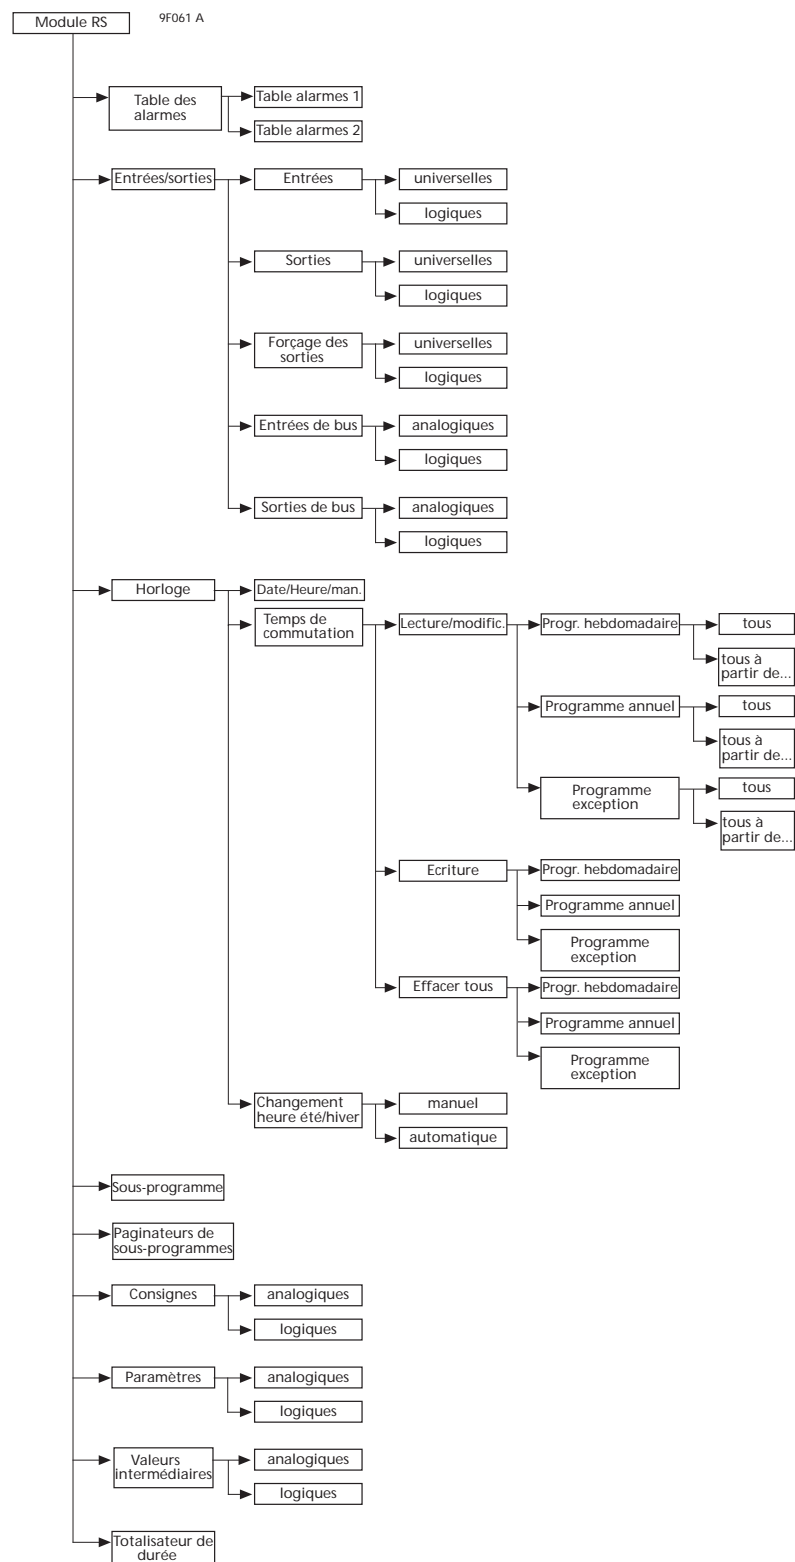 Module RS
9F061 A
Table des
alarmes
Table alarmes 1
Table alarmes 2
Entrées/sorties
Entrées
universelles
logiques
Sorties
universelles
logiques
Forçage des
sorties
universelles
logiques
Entrées de bus
analogiques
logiques
Sorties de bus
analogiques
logiques
Horloge
Date/Heure/man.
Temps de
commutation
Lecture/modific.
Progr. hebdomadaire
tous
tous à
partir de...
Programme annuel
tous
tous à
partir de...
Programme
exception
tous
tous à
partir de...
Ecriture
Progr. hebdomadaire
Programme annuel
Programme
exception
Effacer tous
Progr. hebdomadaire
Programme annuel
Programme
exception
Changement
heure été/hiver
manuel
automatique
Sous-programme
Paginateurs de
sous-programmes
Consignes
analogiques
logiques
Paramètres
analogiques
logiques
Valeurs
intermédiaires
analogiques
logiques
Totalisateur de
durée